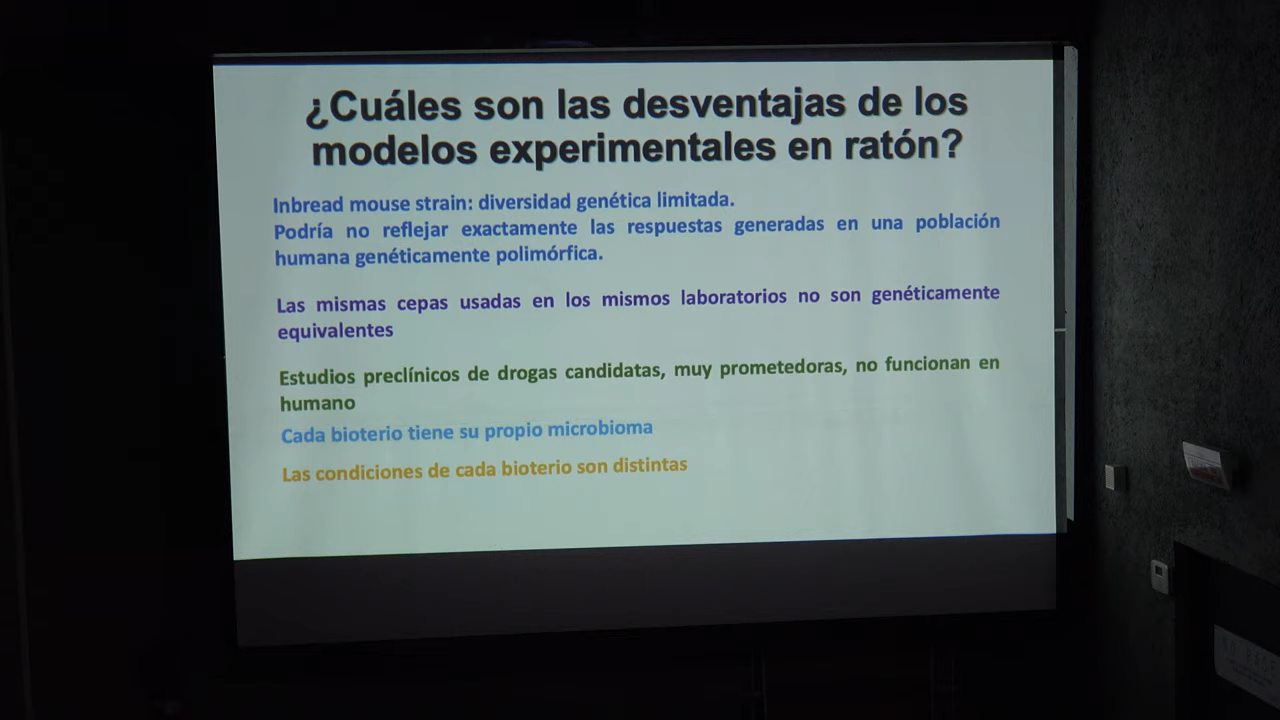 ¿Cuáles son las desventajas de los
modelos experimentales en ratón?
Inbread mouse strain: diversidad genética limitada.
Podría no reflejar exactamente las respuestas generadas en una población
humana genéticamente polimórfica.
Las mismas cepas usadas en los mismos laboratorios no son genéticamente
equivalentes
Estudios preclínicos de drogas candidatas, muy prometedoras, no funcionan en
humano
Cada bioterio tiene su propio microbioma
Las condiciones de cada bioterio son distintas